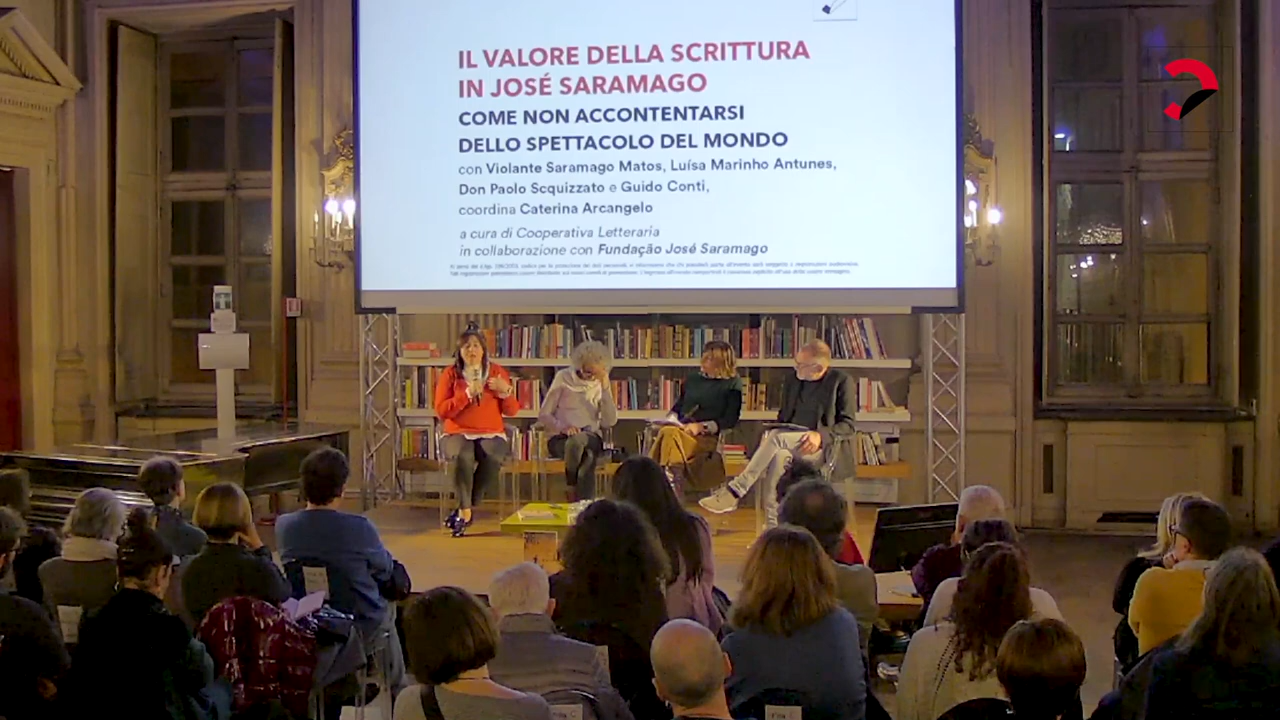 IL VALORE DELLA SCRITTURA
IN JOSÉ SARAMAGO
COME NON ACCONTENTARSI
DELLO SPETTACOLO DEL MONDO
con Violante Saramago Matos, Luísa Marinho Antunes,
Don Paolo Scquizzato e Guido Conti,
coordina Caterina Arcangelo
a cura di Cooperativa Letteraria
in collaborazione con Fundação José Saramago